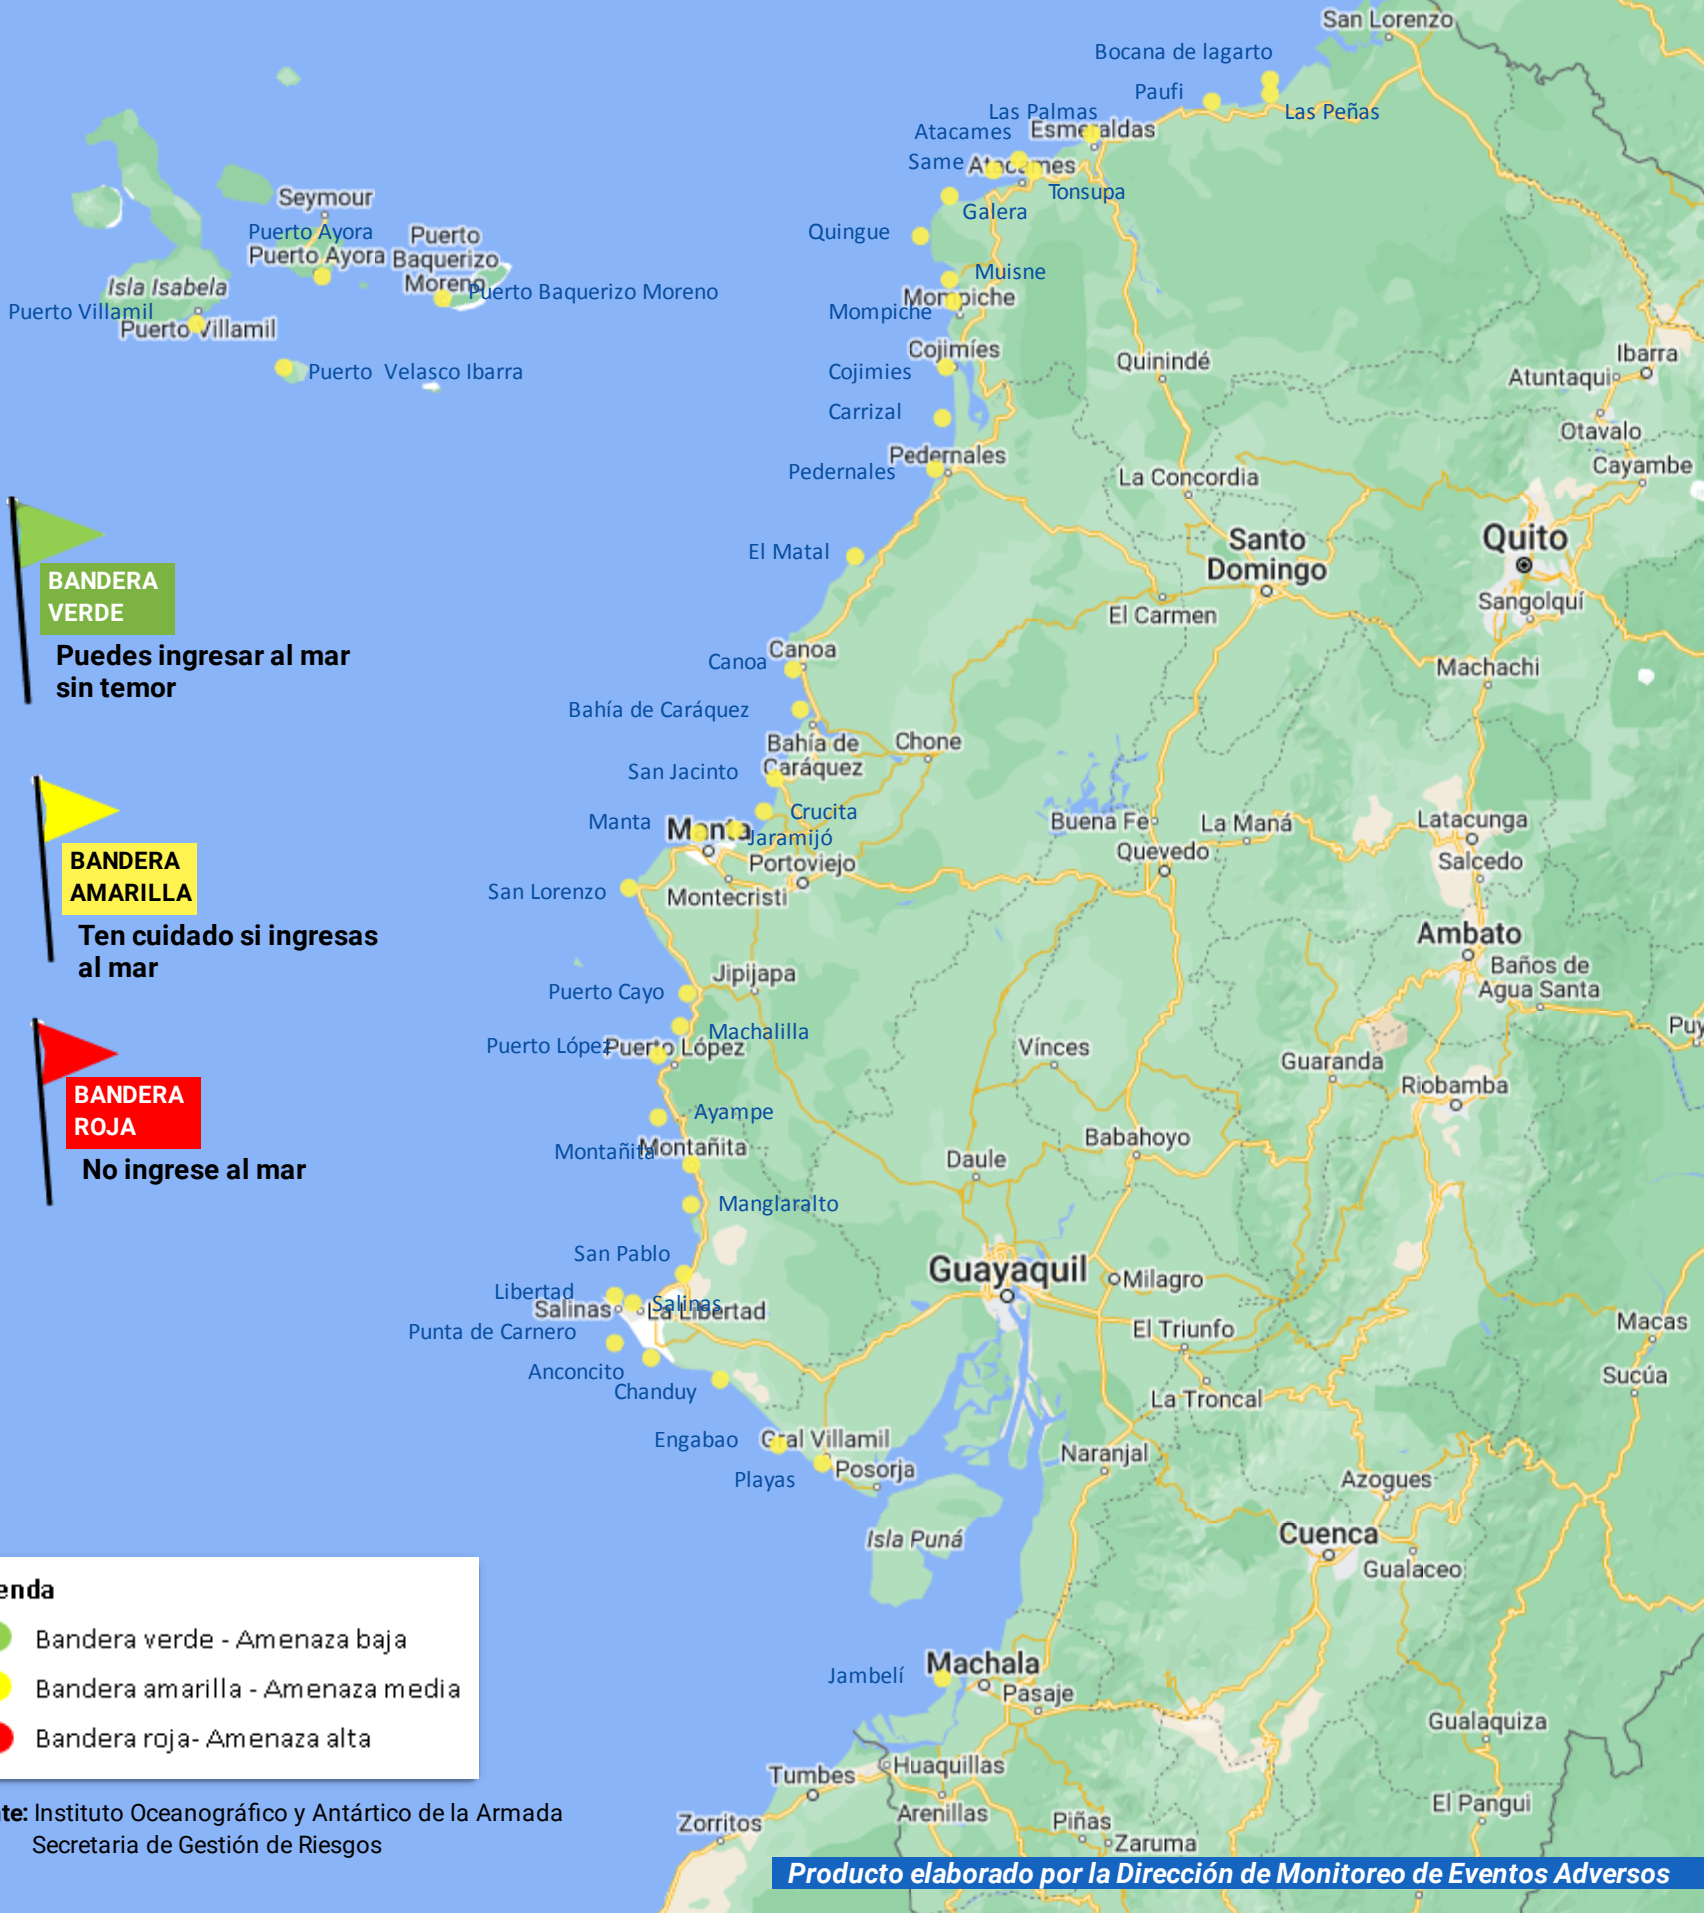 San Lorenzo
Bocana de lagarto
Paufi
Las Peñas
Las Palmas
Esmeraldas
Atacames
Same
Atacames
Tonsupa
Galera
Quingue
Muisne
Mompiche
Mompiche
Cojimíes
Cojimies
Carrizal
Pedernales
Pedernales
El Matal
Canoa
Canoa
Bahía de Caráquez
Bahía de
Caráquez
San Jacinto
Chone
Crucita
Manta
Manta
Jaramijó
Portoviejo
San Lorenzo
Montecristi
Jipijapa
Puerto Cayo
Machalilla
Puerto López
Puerto López
Ayampe
Montañita
Montañita
Manglaralto
San Pablo
Libertad
Salinas
Salinas
La Libertad
Punta de Carnero
Anconcito
Chanduy
Engabao
Gral Villamil
Playas
Posorja
Isla Puná
Jambelí
Machala
Pasaje
Huaquillas
Tumbes
Arenillas
Zorritos
Piñas
Zaruma
Seymour
Puerto Ayora
Puerto Ayora
Puerto
Baquerizo
Moreno
Puerto Baquerizo Moreno
Isla Isabela
Puerto Villamil
Puerto Villamil
Puerto Velasco Ibarra
Quinindé
Ibarra
Atuntaqui
Otavalo
Cayambe
La Concordia
Santo
Domingo
Quito
Sangolquí
El Carmen
Machachi
Buena Fe
La Maná
Latacunga
Quevedo
Salcedo
Ambato
Baños de
Agua Santa
Puy
Vínces
Guaranda
Riobamba
Babahoyo
Daule
Guayaquil
Milagro
El Triunfo
Macas
Sucúa
La Troncal
Naranjal
Azogues
Cuenca
Gualaceo
Gualaquiza
El Pangui
BANDERA
VERDE
Puedes ingresar al mar
sin temor
BANDERA
AMARILLA
Ten cuidado si ingresas
al mar
BANDERA
ROJA
No ingrese al mar
enda
Bandera verde - Amenaza baja
Bandera amarilla - Amenaza media
Bandera roja- Amenaza alta
te: Instituto Oceanográfico y Antártico de la Armada
Secretaria de Gestión de Riesgos
Producto elaborado por la Dirección de Monitoreo de Eventos Adversos